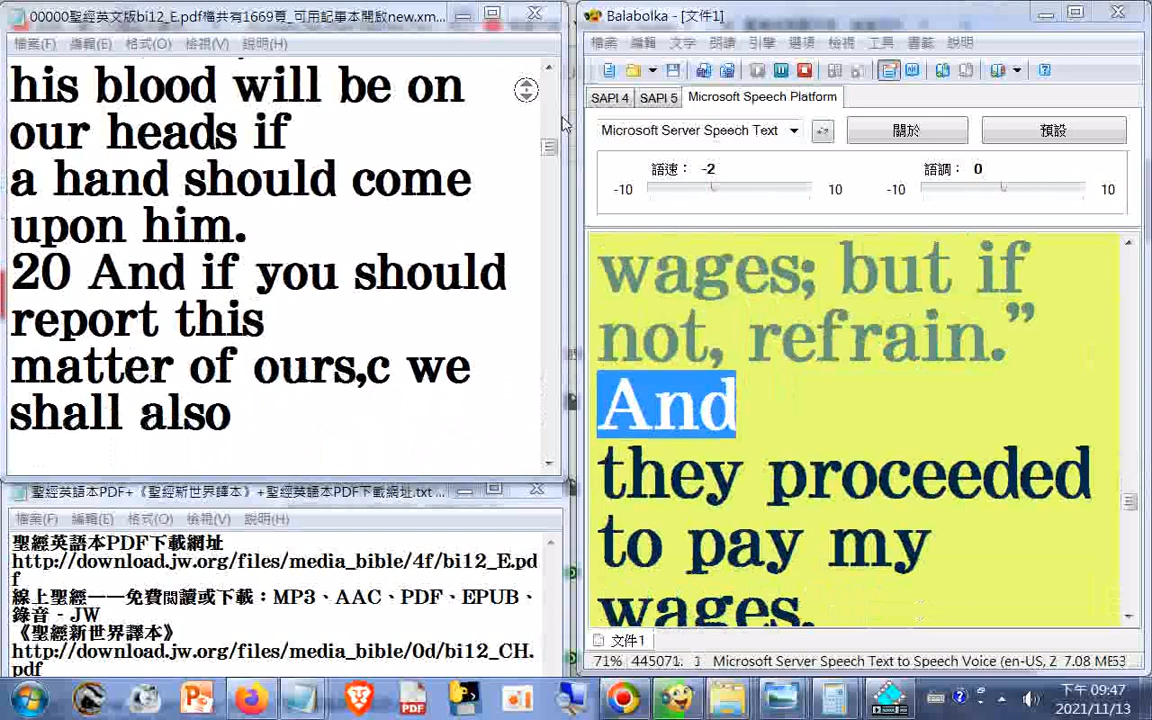 00000聖經英文版bi12_E.pdf檔共有1669頁_可用記事本開啟new.xm...
檔案(F) 編輯(E) 格式(O) 檢視(V) 說明(H)
his blood will be on
our heads if
a hand should come
upon him.
20 And if you should
report this
matter of ours,c we
shall also
聖經英語本PDF+《聖經新世界譯本》+聖經英語本PDF下載網址.txt ...
檔案(F) 編輯(E) 格式(O) 檢視(V) 說明(H)
聖經英語本PDF下載網址
http://download.jw.org/files/media_bible/4f/bi12_E.pd
f
線上聖經──免費閱讀或下載：MP3、AAC、PDF、EPUB、
錄音 - JW
《聖經新世界譯本》
http://download.jw.org/files/media_bible/0d/bi12_CH.
pdf
Balabolka - [文件1]
檔案 編輯 文字 朗讀 引擎 選項 檢視 工具 書籤 說明
SAPI 4 SAPI 5 Microsoft Speech Platform
Microsoft Server Speech Text 關於 預設
語速： -2 語調： 0
-10 10 -10 10
wages; but if
not, refrain.”
And
they proceeded
to pay my
wages,
文件1
71% 445071. 1 Microsoft Server Speech Text to Speech Voice (en-US, Z 7.08 ME53
下午 09:47
2021/11/13